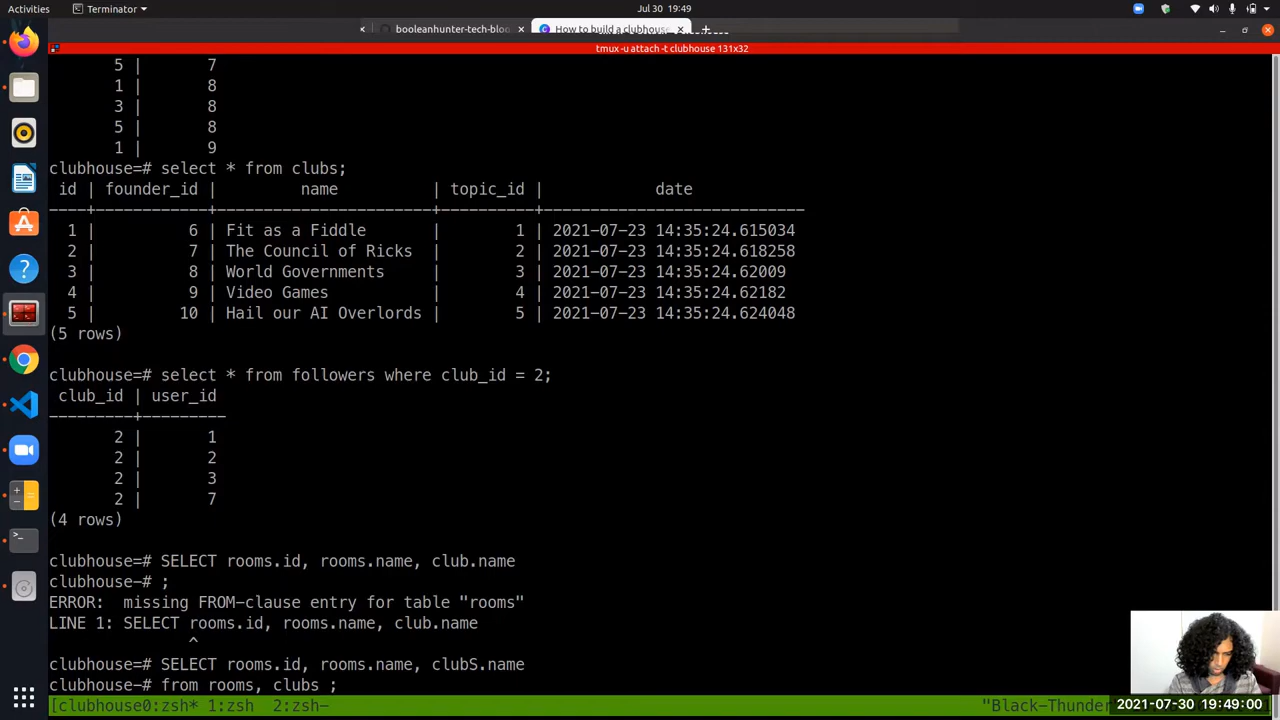 Activities
Terminator
Jul 30 19:49
booleanhunter-tech-blo
How to build a clubhouse
tmux -u attach -t clubhouse 131x32
5 | 7
1 | 8
3 | 8
5 | 8
1 | 9
clubhouse=# select * from clubs;
id | founder_id | name | topic_id | date
----+------------+-----------------------+----------+----------------------------
1 | 6 | Fit as a Fiddle | 1 | 2021-07-23 14:35:24.615034
2 | 7 | The Council of Ricks | 2 | 2021-07-23 14:35:24.618258
3 | 8 | World Governments | 3 | 2021-07-23 14:35:24.62009
4 | 9 | Video Games | 4 | 2021-07-23 14:35:24.62182
5 | 10 | Hail our AI Overlords | 5 | 2021-07-23 14:35:24.624048
(5 rows)
clubhouse=# select * from followers where club_id = 2;
club_id | user_id
---------+---------
2 | 1
2 | 2
2 | 3
2 | 7
(4 rows)
clubhouse=# SELECT rooms.id, rooms.name, club.name
clubhouse-# ;
ERROR:  missing FROM-clause entry for table "rooms"
LINE 1: SELECT rooms.id, rooms.name, club.name
^
clubhouse=# SELECT rooms.id, rooms.name, clubS.name
clubhouse-# from rooms, clubs ;
[clubhouse0:zsh* 1:zsh  2:zsh-
"Black-Thunder
2021-07-30 19:49:00